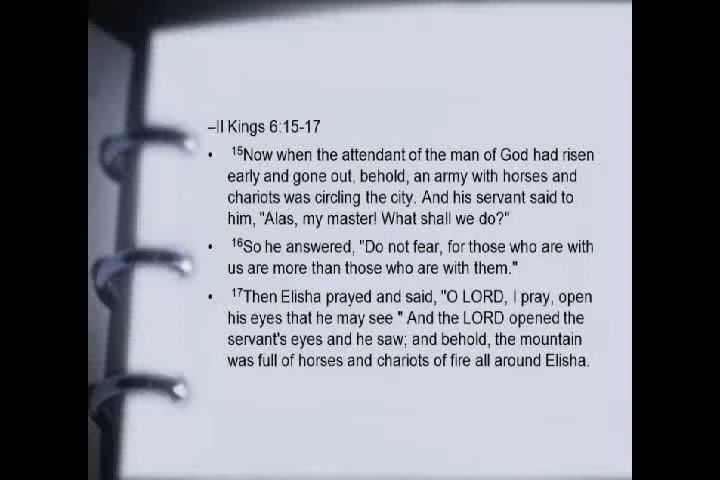 –II Kings 6:15-17
• 15Now when the attendant of the man of God had risen
early and gone out, behold, an army with horses and
chariots was circling the city. And his servant said to
him, "Alas, my master! What shall we do?"
• 16So he answered, "Do not fear, for those who are with
us are more than those who are with them."
• 17Then Elisha prayed and said, "O LORD, I pray, open
his eyes that he may see " And the LORD opened the
servant's eyes and he saw; and behold, the mountain
was full of horses and chariots of fire all around Elisha.